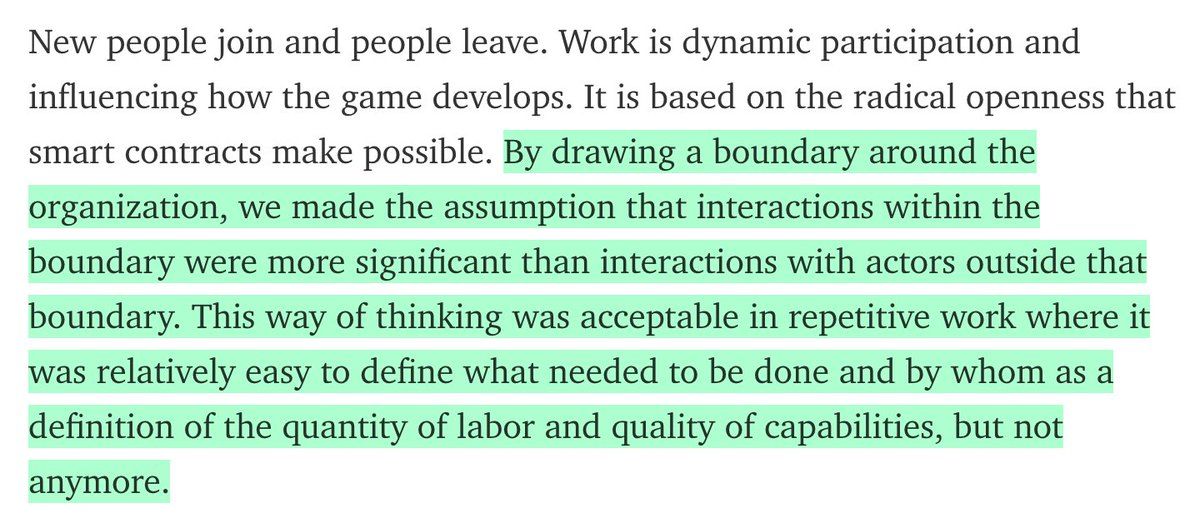 New people join and people leave. Work is dynamic participation and
influencing how the game develops. It is based on the radical openness that
smart contracts make possible. By drawing a boundary around the
organization, we made the assumption that interactions within the
boundary were more significant than interactions with actors outside that
boundary. This way of thinking was acceptable in repetitive work where it
was relatively easy to define what needed to be done and by whom as a
definition of the quantity of labor and quality of capabilities, but not
anymore.